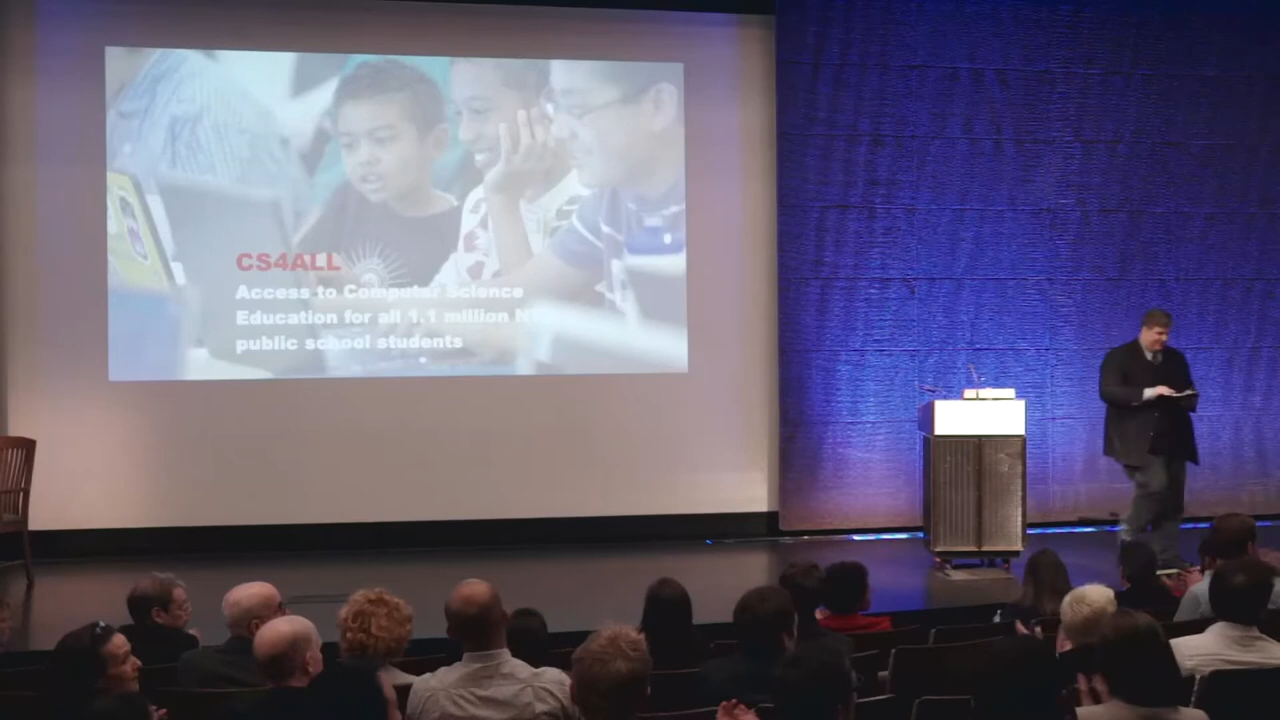 CS4ALL
Access to Computer Science
Education for all 1.1 million
public school students